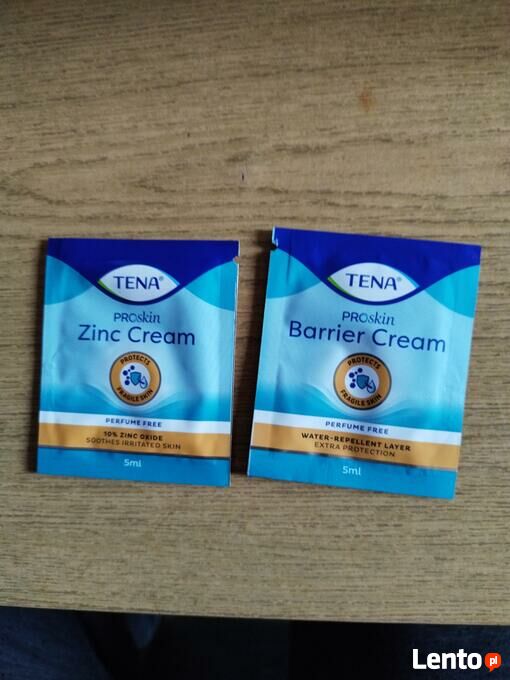 TENA
PROskin
Zinc Cream
PROTECTS
FRAGILE SKIN
PERFUME FREE
10% ZINC OXIDE
SOOTHES IRRITATED SKIN
5ml
TENA
PROskin
Barrier Cream
PROTECTS
FRAGILE SKIN
PERFUME FREE
WATER-REPELLENT LAYER
EXTRA PROTECTION
5ml
Lento pl